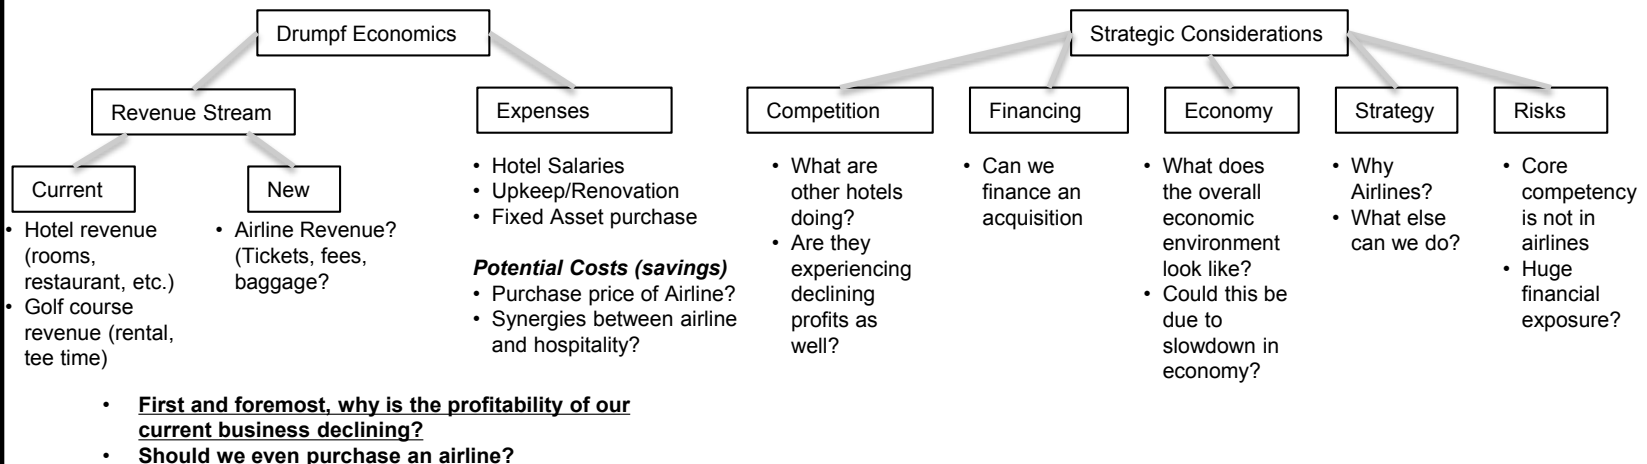 Drumpf Economics
Revenue Stream
Expenses
Current
New
• Hotel revenue
(rooms,
restaurant, etc.)
• Golf course
revenue (rental,
tee time)
• Airline Revenue?
(Tickets, fees,
baggage?
• Hotel Salaries
• Upkeep/Renovation
• Fixed Asset purchase
Potential Costs (savings)
• Purchase price of Airline?
• Synergies between airline
and hospitality?
• First and foremost, why is the profitability of our
current business declining?
• Should we even purchase an airline?
Strategic Considerations
Competition
Financing
Economy
Strategy
Risks
• What are
other hotels
doing?
• Are they
experiencing
declining
profits as
well?
• Can we
finance an
acquisition
• What does
the overall
economic
environment
look like?
• Could this be
due to
slowdown in
economy?
• Why
Airlines?
• What else
can we do?
• Core
competency
is not in
airlines
• Huge
financial
exposure?